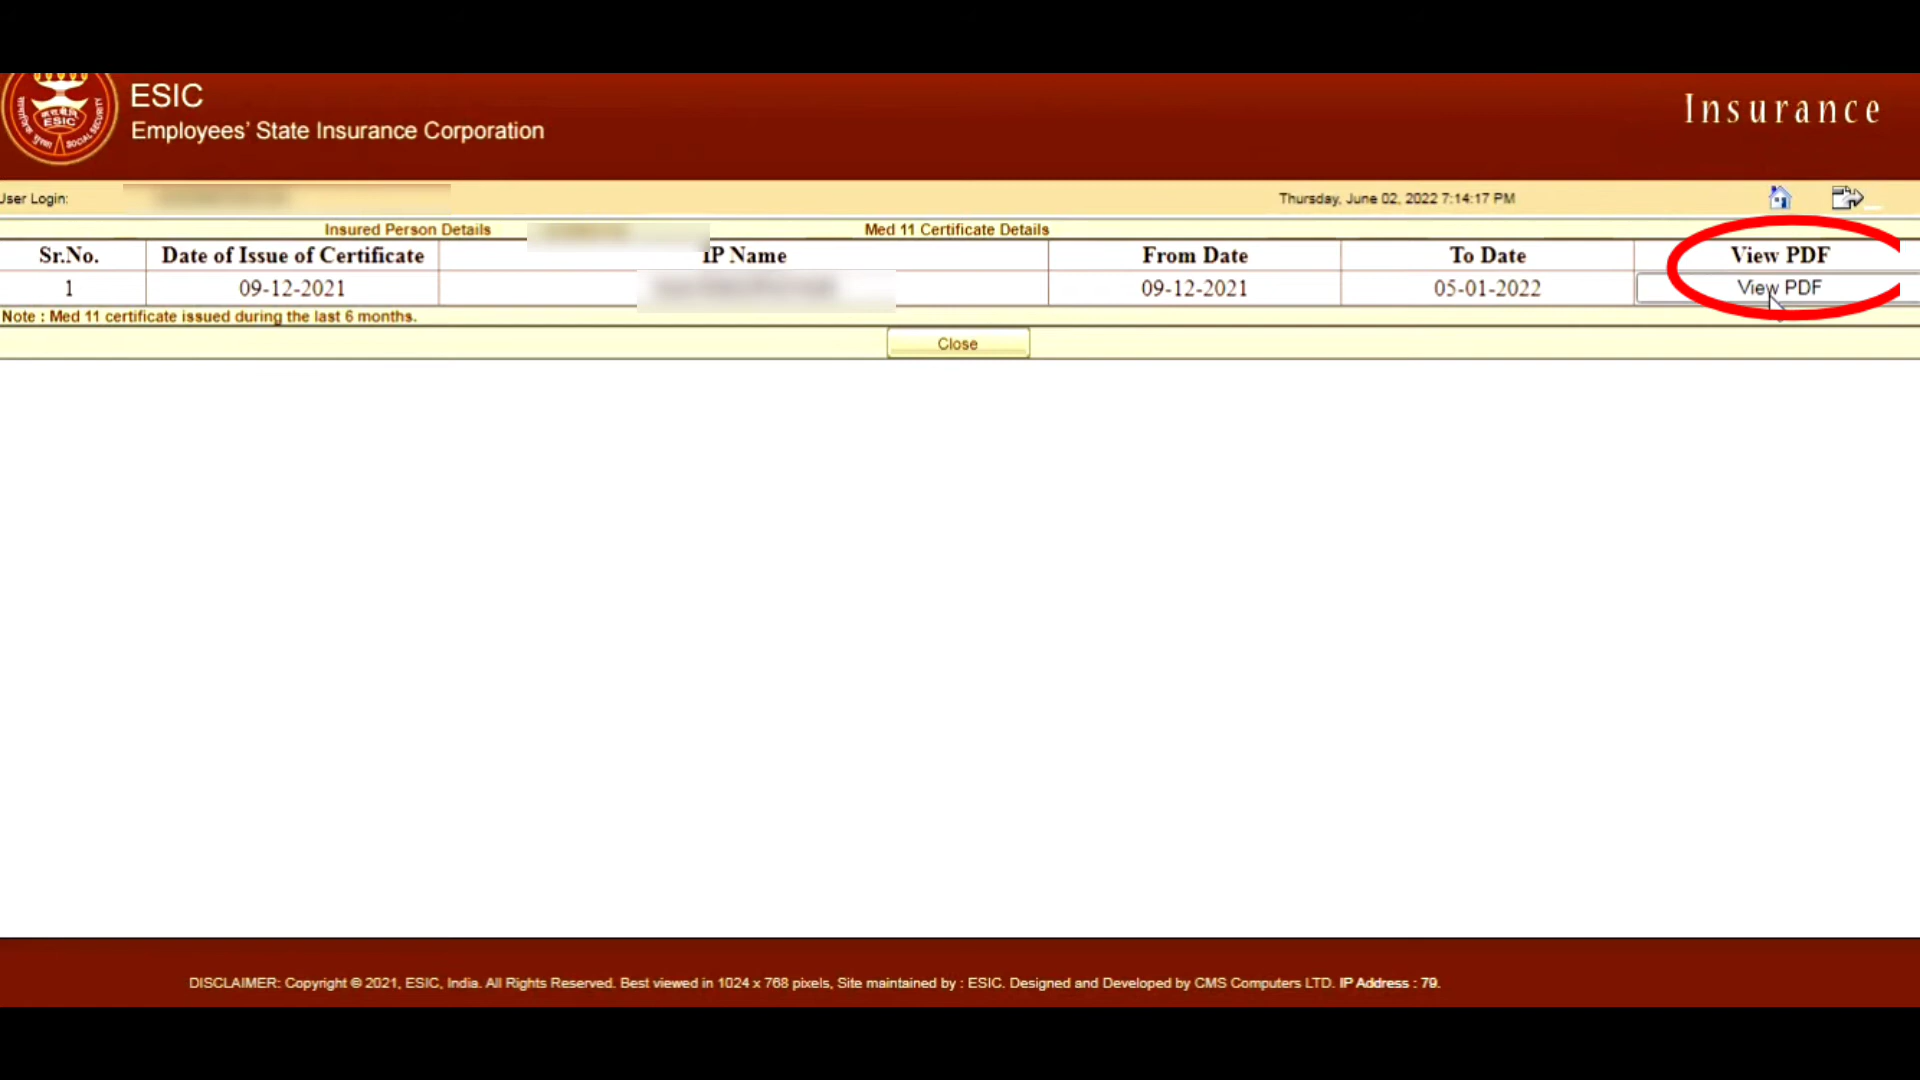 ESIC
Employees' State Insurance Corporation
Insurance
ESIC
SOCIAL SECURITY
User Login:
Thursday, June 02, 2022 7:14:17 PM
Insured Person Details
Med 11 Certificate Details
Sr.No. Date of Issue of Certificate IP Name From Date To Date View PDF
1 09-12-2021 09-12-2021 05-01-2022 View PDF
Note : Med 11 certificate issued during the last 6 months.
Close
DISCLAIMER: Copyright © 2021, ESIC, India. All Rights Reserved. Best viewed in 1024 x 768 pixels, Site maintained by : ESIC. Designed and Developed by CMS Computers LTD. IP Address : 79.